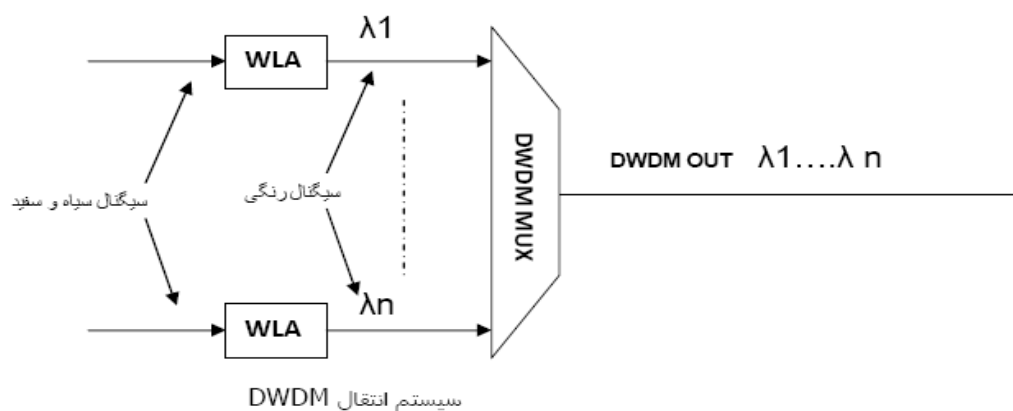 λ1
WLA
DWDM MUX
DWDM OUT λ1....λ n
سیگنال سیاه و سفید
سیگنال رنگی
λn
WLA
سیستم انتقال DWDM